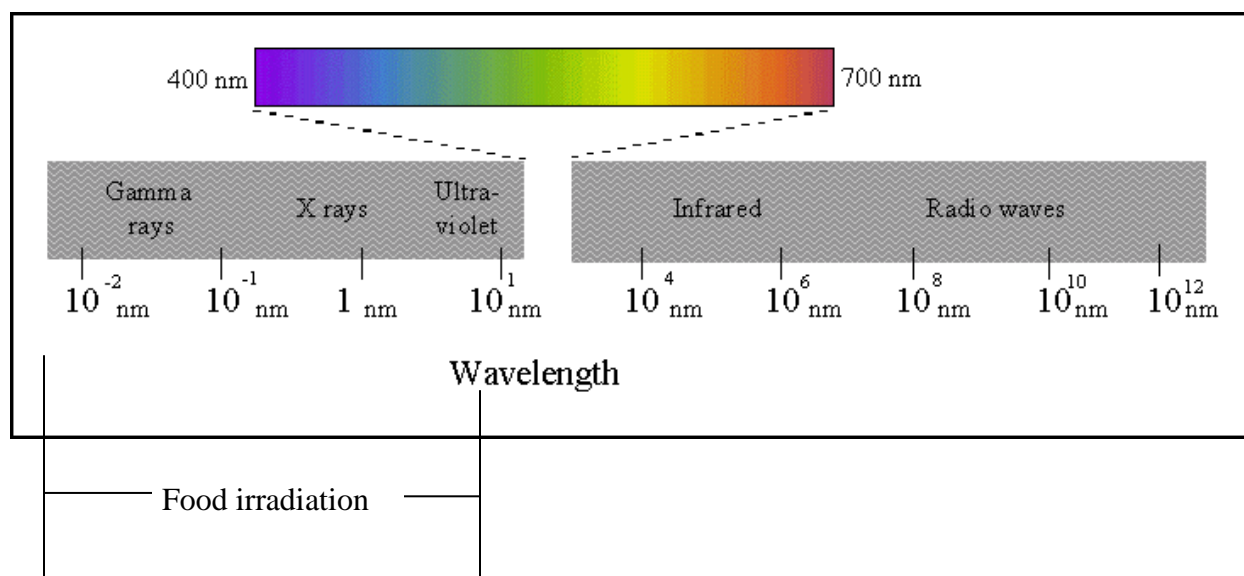 400 nm 700 nm
Gamma rays X rays Ultra-violet Infrared Radio waves
10⁻² nm 10⁻¹ nm 1 nm 10¹ nm 10⁴ nm 10⁶ nm 10⁸ nm 10¹⁰ nm 10¹² nm
Wavelength
Food irradiation